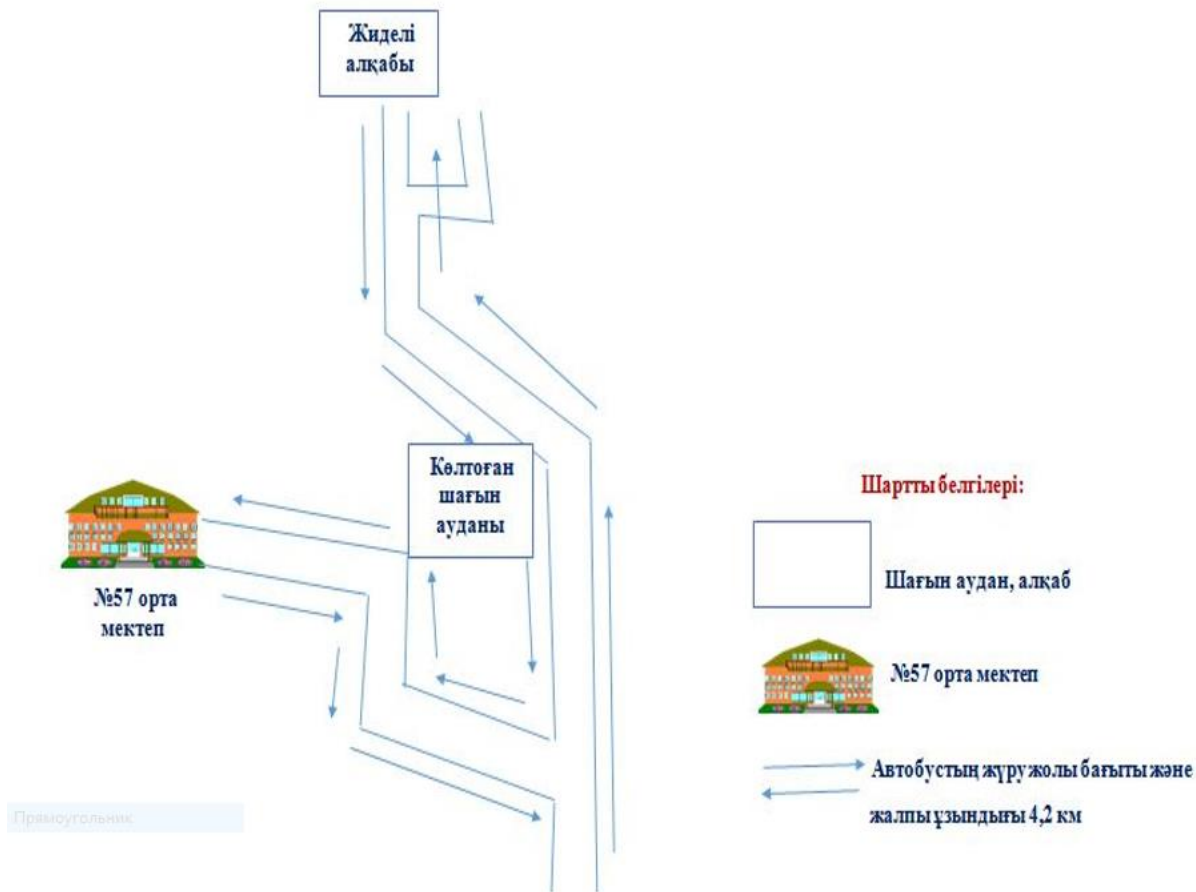 Жиделі
алқабы
Көлтоған
шағын
ауданы
№57 орта
мектеп
Шартты белгілері:
Шағын аудан, алқаб
№57 орта мектеп
Автобустың жүру жолы бағыты және
жалпы ұзындығы 4,2 км
Прямоугольник